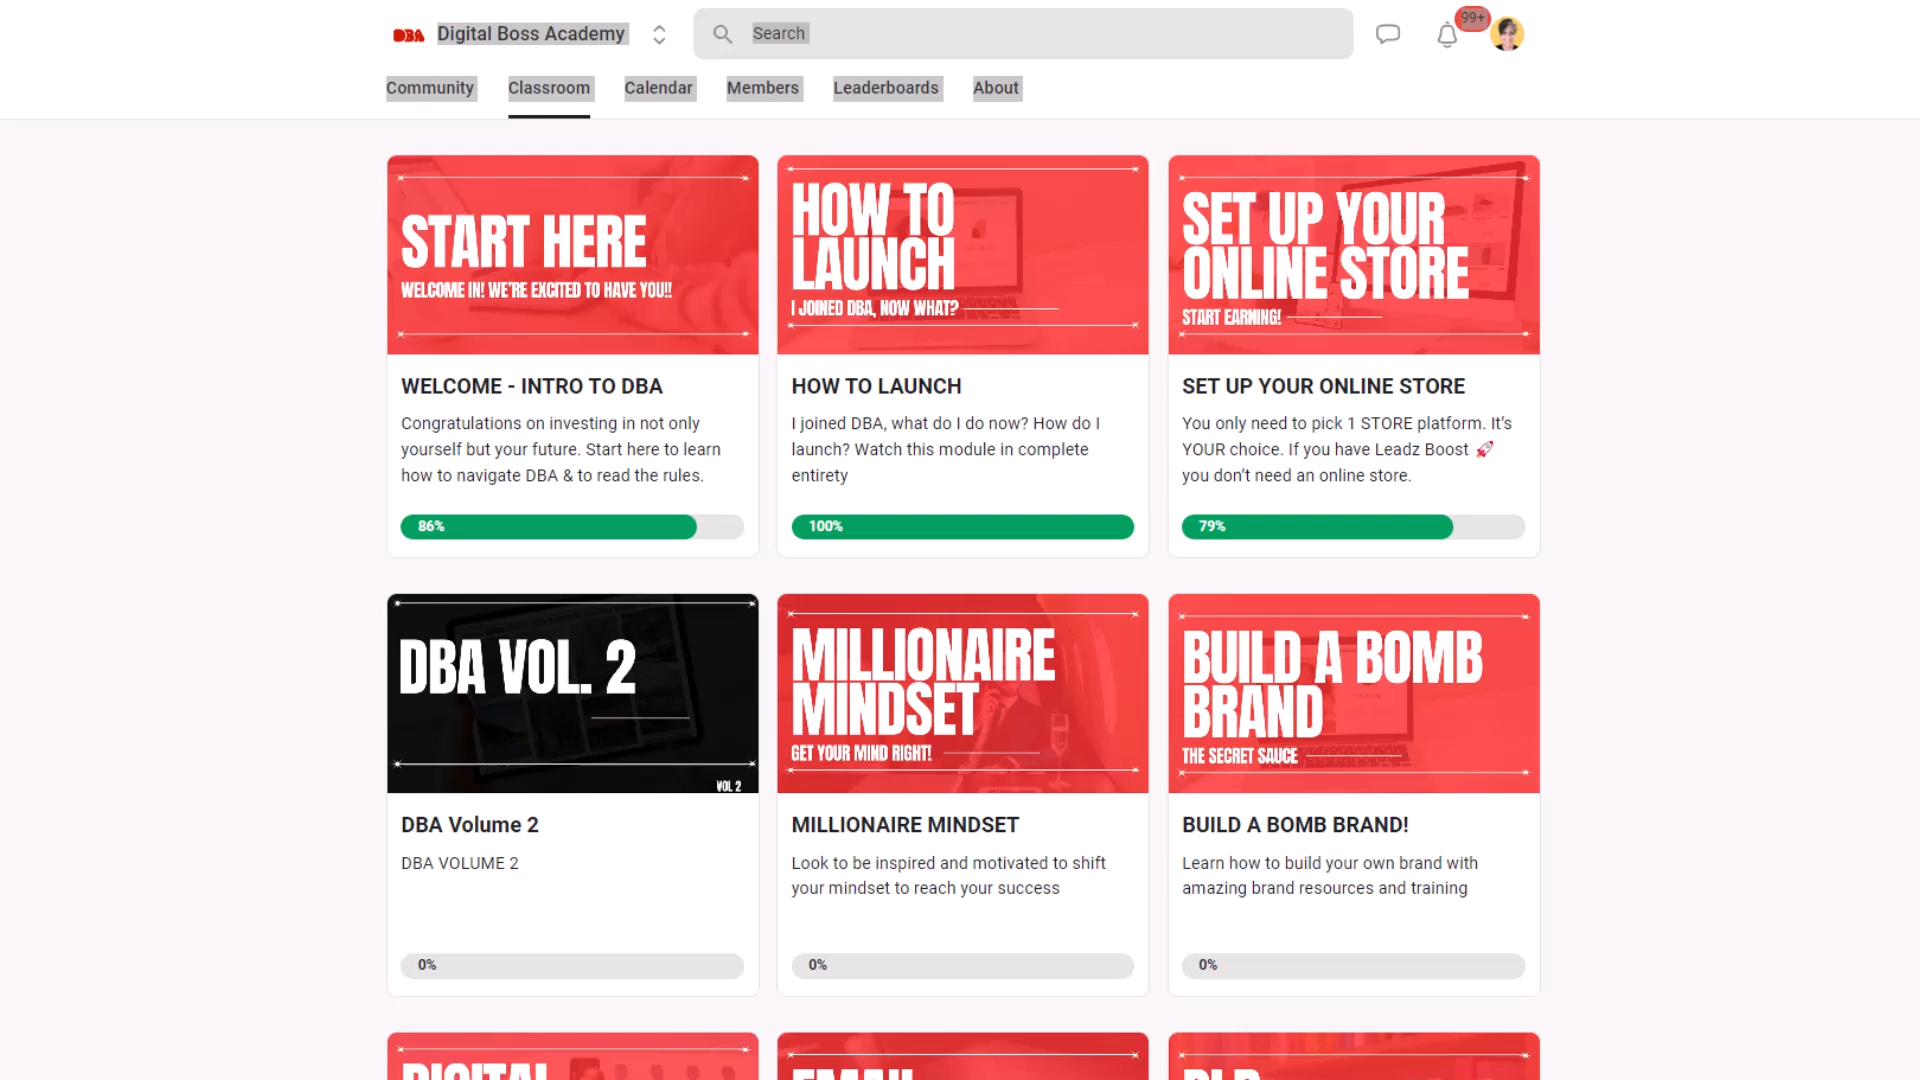 DBA Digital Boss Academy
Search
99+
Community Classroom Calendar Members Leaderboards About
START HERE
WELCOME IN! WE'RE EXCITED TO HAVE YOU!!
WELCOME - INTRO TO DBA
Congratulations on investing in not only
yourself but your future. Start here to learn
how to navigate DBA & to read the rules.
86%
HOW TO
LAUNCH
I JOINED DBA, NOW WHAT?
HOW TO LAUNCH
I joined DBA, what do I do now? How do I
launch? Watch this module in complete
entirety
100%
SET UP YOUR
ONLINE STORE
START EARNING!
SET UP YOUR ONLINE STORE
You only need to pick 1 STORE platform. It's
YOUR choice. If you have Leadz Boost 🚀
you don't need an online store.
79%
DBA VOL. 2
VOL 2
DBA Volume 2
DBA VOLUME 2
0%
MILLIONAIRE
MINDSET
GET YOUR MIND RIGHT!
MILLIONAIRE MINDSET
Look to be inspired and motivated to shift
your mindset to reach your success
0%
BUILD A BOMB
BRAND
THE SECRET SAUCE
BUILD A BOMB BRAND!
Learn how to build your own brand with
amazing brand resources and training
0%
DIGITAL
EMAIL
PLR